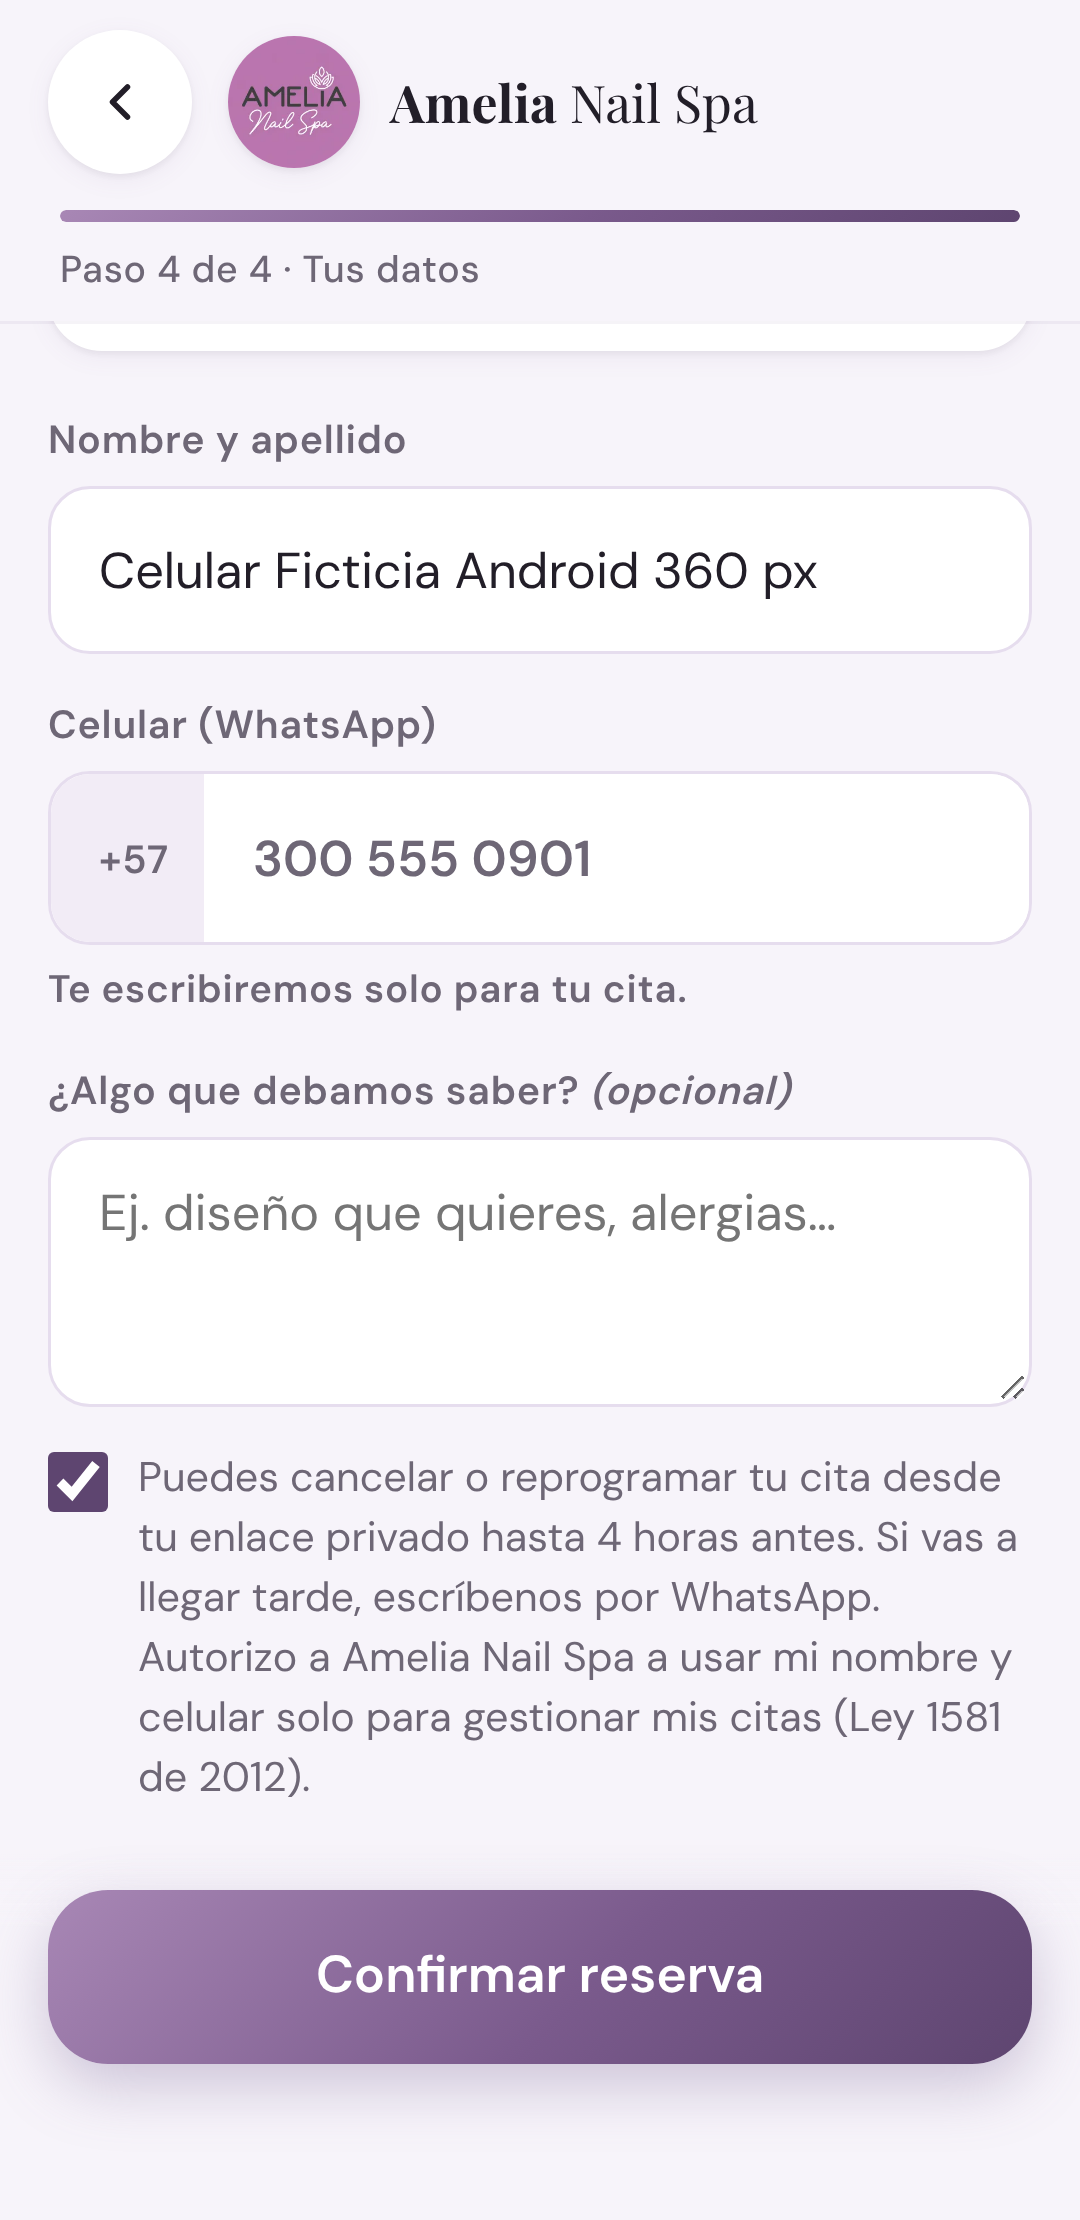 AMELIA
Nail Spa
Amelia Nail Spa
Paso 4 de 4 · Tus datos
Nombre y apellido
Celular Ficticia Android 360 px
Celular (WhatsApp)
+57 300 555 0901
Te escribiremos solo para tu cita.
¿Algo que debamos saber? (opcional)
Ej. diseño que quieres, alergias...
Puedes cancelar o reprogramar tu cita desde
tu enlace privado hasta 4 horas antes. Si vas a
llegar tarde, escríbenos por WhatsApp.
Autorizo a Amelia Nail Spa a usar mi nombre y
celular solo para gestionar mis citas (Ley 1581
de 2012).
Confirmar reserva